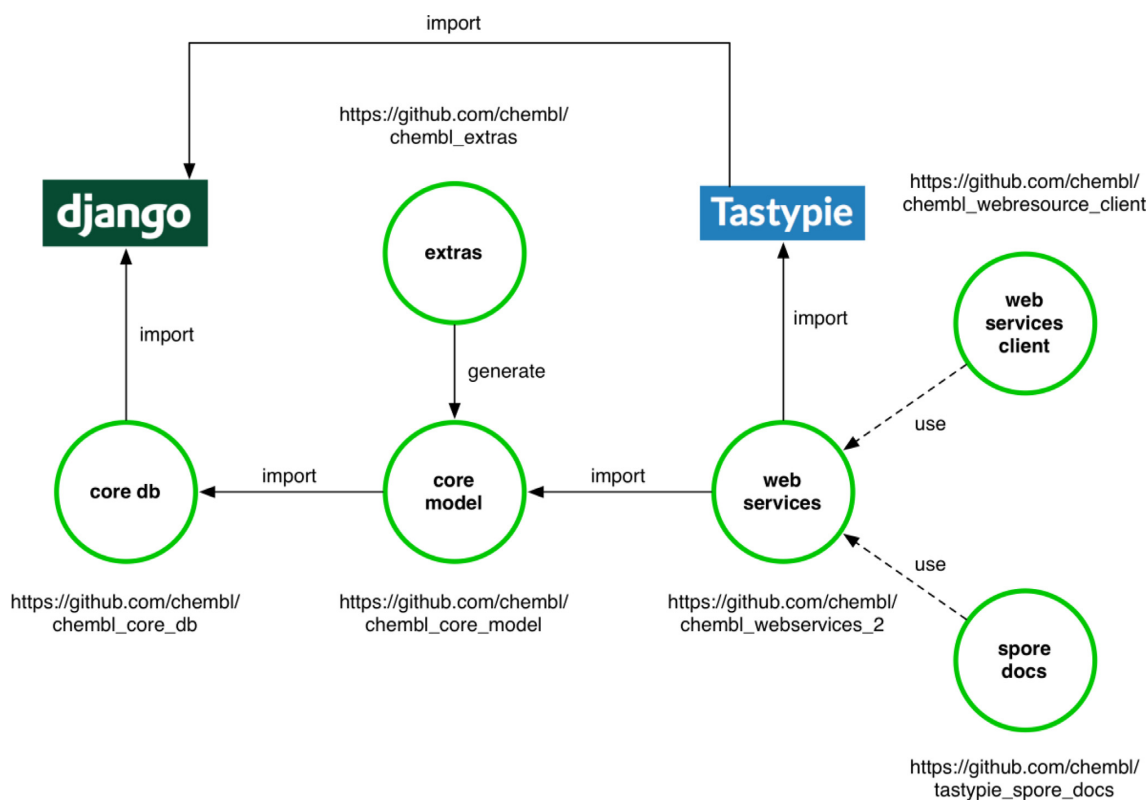 import
https://github.com/chembl/
chembl_extras
https://github.com/chembl/
chembl_webresource_client
django
extras
Tastypie
web
services
client
import
generate
import
use
core db
import
core
model
import
web
services
use
https://github.com/chembl/
chembl_core_db
https://github.com/chembl/
chembl_core_model
https://github.com/chembl/
chembl_webservices_2
spore
docs
https://github.com/chembl/
tastypie_spore_docs